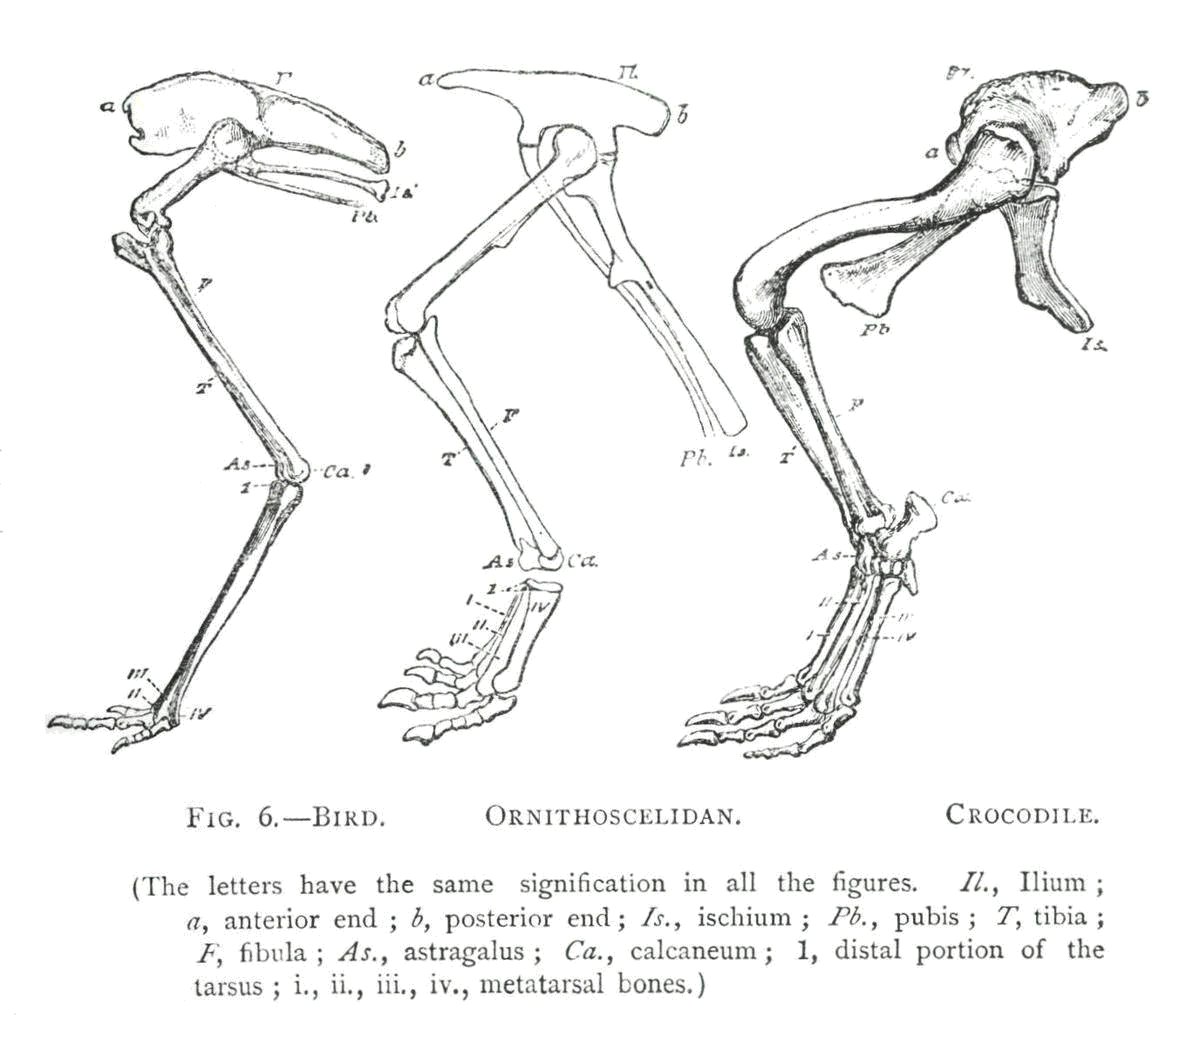 a
b
Is.
Pb.
F
T
As
Ca.
1
III
II
IV
a
Il.
b
Pb.
Is.
F
T
As
Ca.
1
I
II
III
IV
a
b
Pb
Is.
F
T
Ca.
As
II
I
III
IV
FIG. 6.—BIRD. ORNITHOSCELIDAN. CROCODILE.
(The letters have the same signification in all the figures. Il., Ilium ;
a, anterior end ; b, posterior end ; Is., ischium ; Pb., pubis ; T, tibia ;
F, fibula ; As., astragalus ; Ca., calcaneum ; 1, distal portion of the
tarsus ; i., ii., iii., iv., metatarsal bones.)